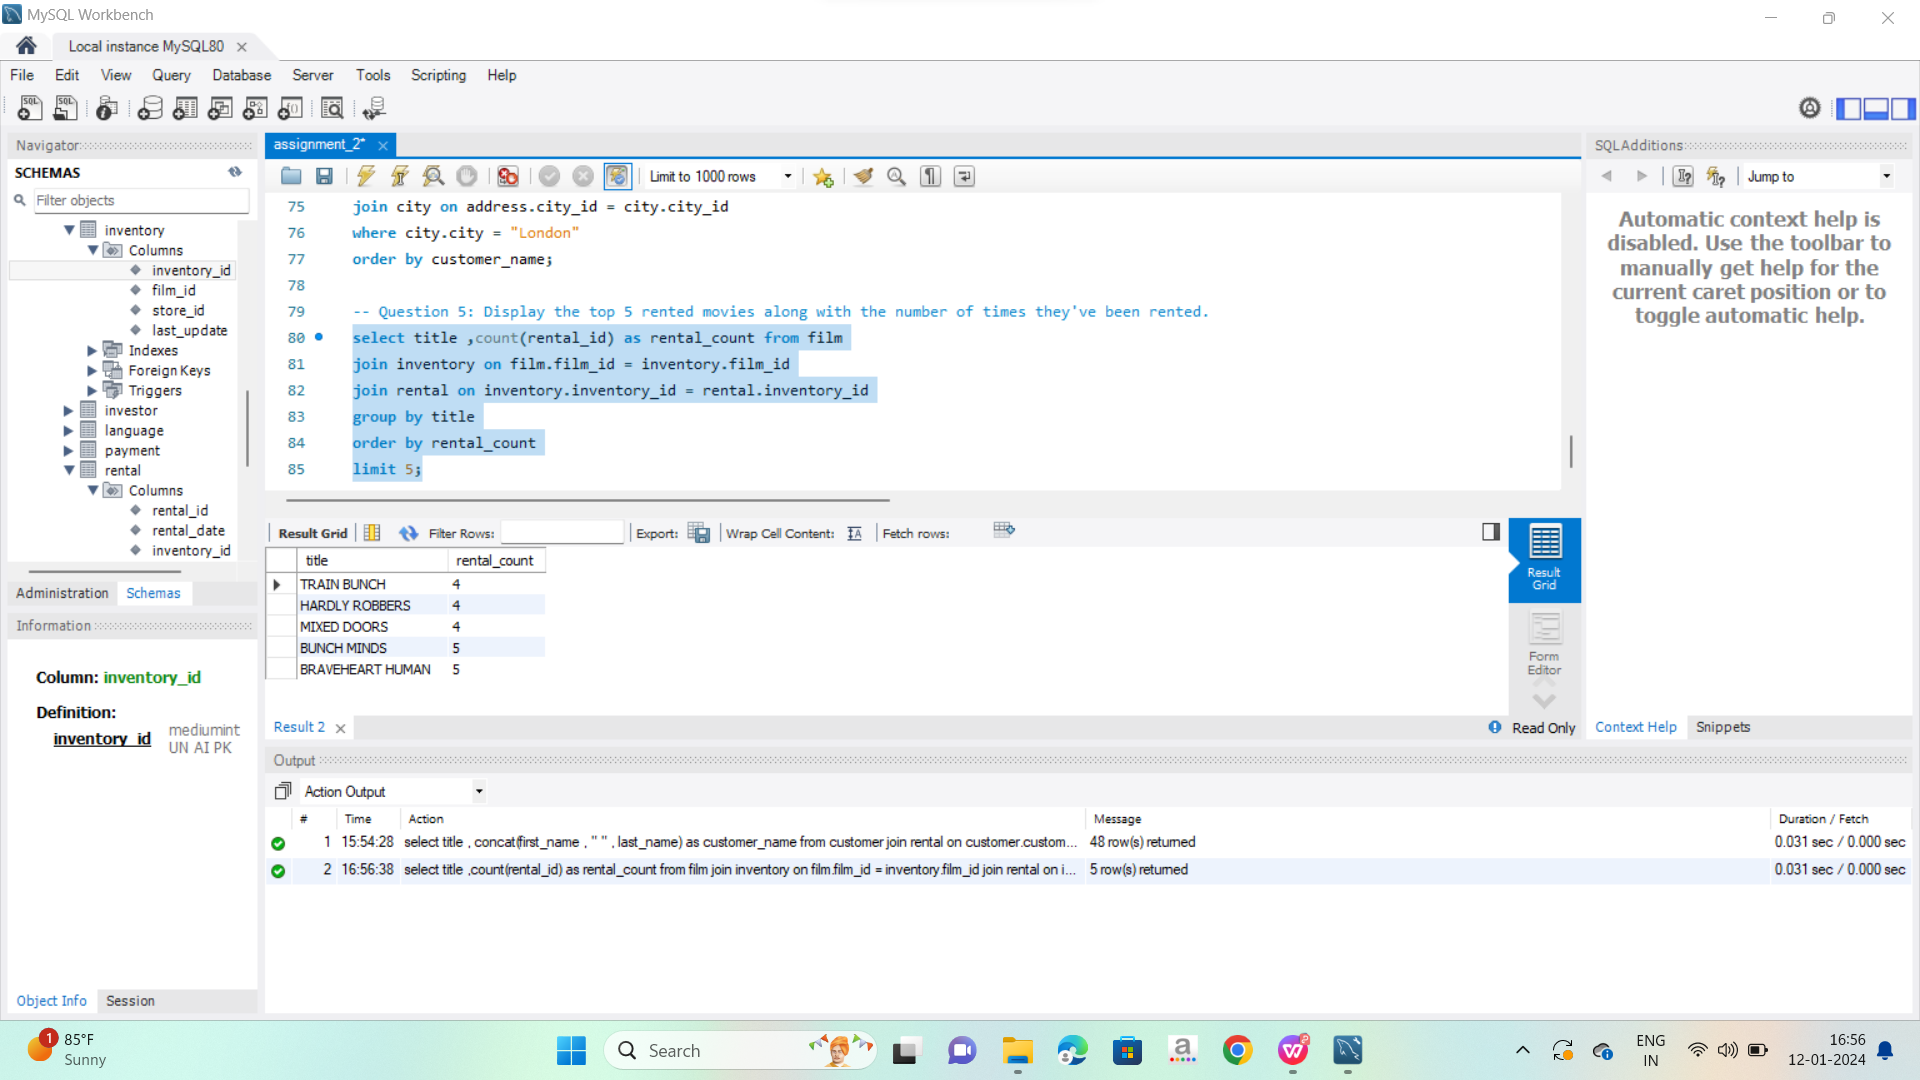 MySQL Workbench
Local instance MySQL80
File Edit View Query Database Server Tools Scripting Help
Navigator
SCHEMAS
Filter objects
inventory
Columns
inventory_id
film_id
store_id
last_update
Indexes
Foreign Keys
Triggers
investor
language
payment
rental
Columns
rental_id
rental_date
inventory_id
Administration Schemas
Information
Column: inventory_id
Definition:
inventory_id mediumint
UN AI PK
Object Info Session
assignment_2*
Limit to 1000 rows
75 join city on address.city_id = city.city_id
76 where city.city = "London"
77 order by customer_name;
78
79 -- Question 5: Display the top 5 rented movies along with the number of times they've been rented.
80 select title ,count(rental_id) as rental_count from film
81 join inventory on film.film_id = inventory.film_id
82 join rental on inventory.inventory_id = rental.inventory_id
83 group by title
84 order by rental_count
85 limit 5;
Result Grid Filter Rows: Export: Wrap Cell Content: Fetch rows:
title rental_count
TRAIN BUNCH 4
HARDLY ROBBERS 4
MIXED DOORS 4
BUNCH MINDS 5
BRAVEHEART HUMAN 5
Result
Grid
Form
Editor
Result 2
Read Only
SQLAdditions
Jump to
Automatic context help is
disabled. Use the toolbar to
manually get help for the
current caret position or to
toggle automatic help.
Context Help Snippets
Output
Action Output
# Time Action Message Duration / Fetch
1 15:54:28 select title , concat(first_name , " " , last_name) as customer_name from customer join rental on customer.custom... 48 row(s) returned 0.031 sec / 0.000 sec
2 16:56:38 select title ,count(rental_id) as rental_count from film join inventory on film.film_id = inventory.film_id join rental on i... 5 row(s) returned 0.031 sec / 0.000 sec
1
85°F
Sunny
Search
ENG
IN
16:56
12-01-2024